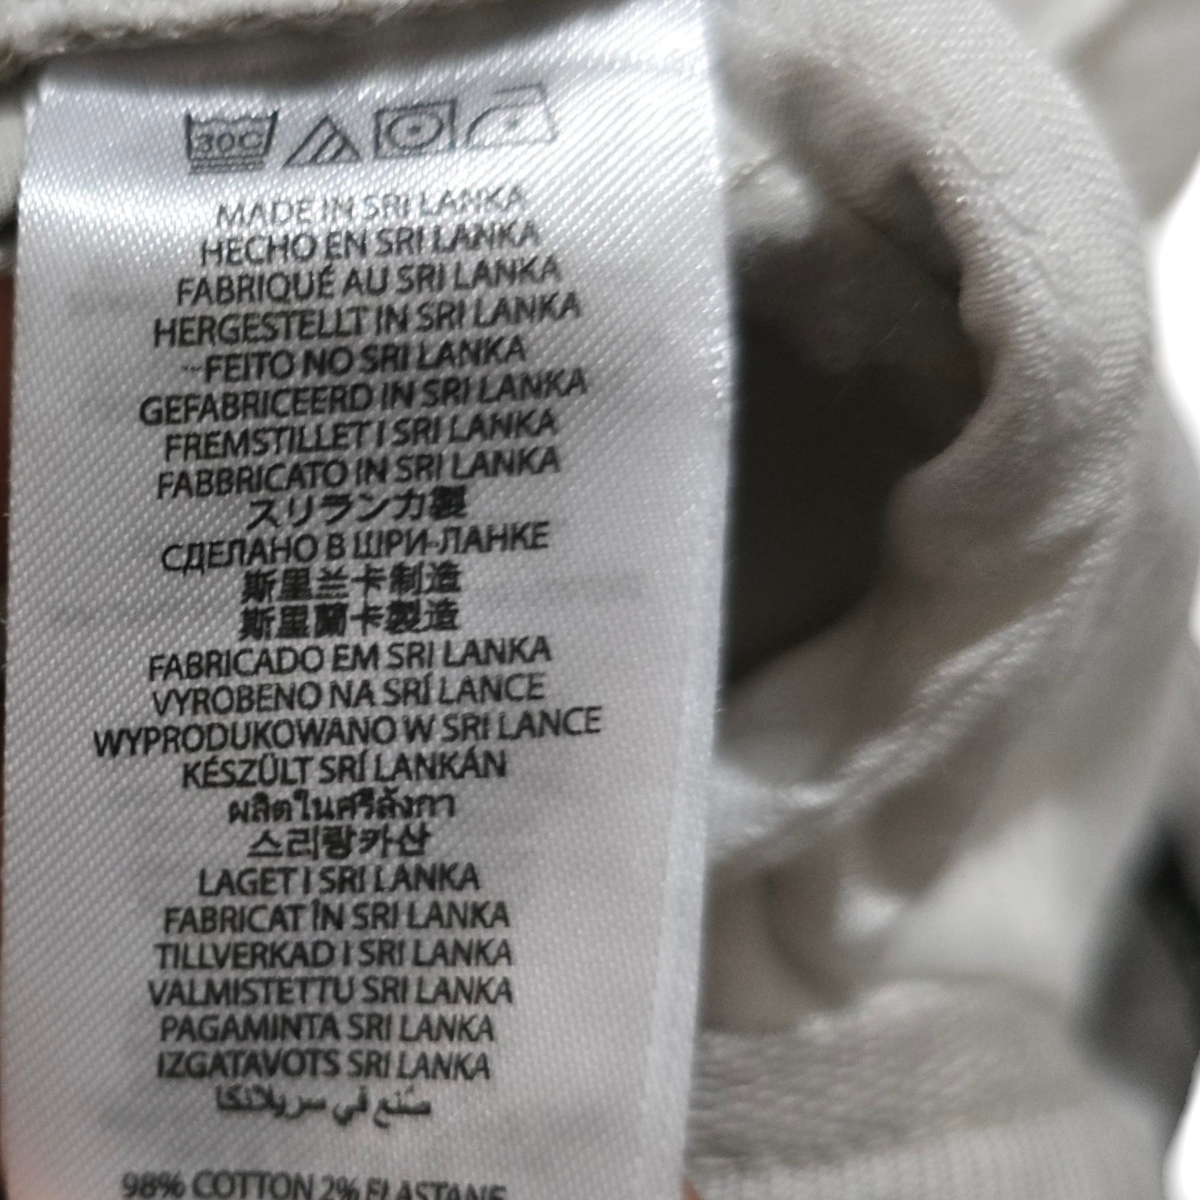 30C
MADE IN SRI LANKA
HECHO EN SRI LANKA
FABRIQUÉ AU SRI LANKA
HERGESTELLT IN SRI LANKA
FEITO NO SRI LANKA
GEFABRICEERD IN SRI LANKA
FREMSTILLET I SRI LANKA
FABBRICATO IN SRI LANKA
スリランカ製
СДЕЛАНО В ШРИ-ЛАНКЕ
斯里兰卡制造
斯里蘭卡製造
FABRICADO EM SRI LANKA
VYROBENO NA SRÍ LANCE
WYPRODUKOWANO W SRI LANCE
KÉSZÜLT SRÍ LANKÁN
ผลิตในศรีลังกา
스리랑카산
LAGET I SRI LANKA
FABRICAT ÎN SRI LANKA
TILLVERKAD I SRI LANKA
VALMISTETTU SRI LANKA
PAGAMINTA SRI LANKA
IZGATAVOTS SRI LANKA
صُنع في سريلانكا
98% COTTON 2% ELASTANE